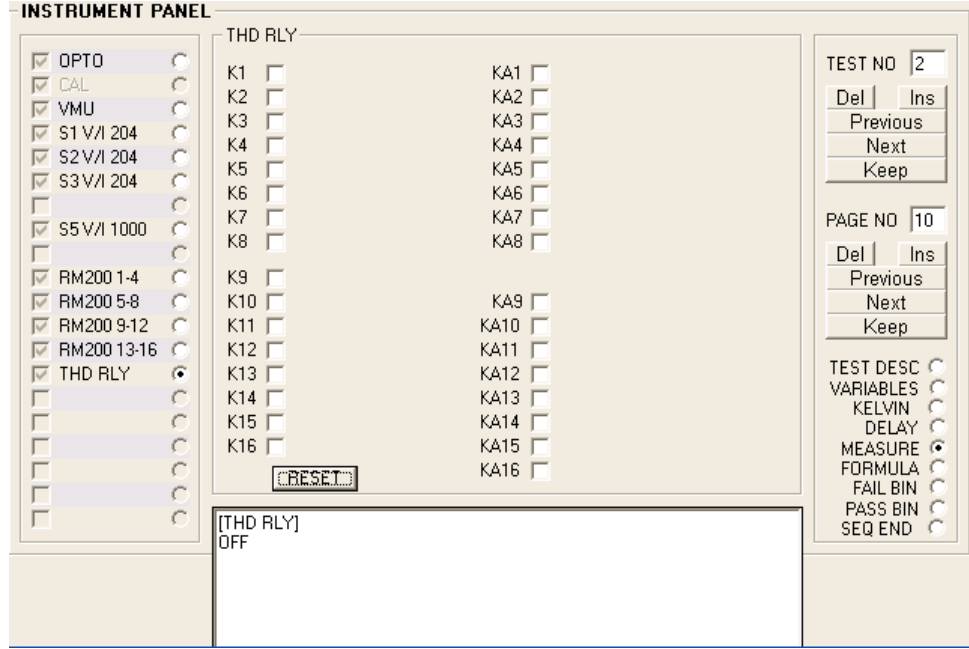 INSTRUMENT PANEL
OPTO
CAL
VMU
S1 V/I 204
S2 V/I 204
S3 V/I 204
S5 V/I 1000
RM200 1-4
RM200 5-8
RM200 9-12
RM200 13-16
THD RLY
THD RLY
K1
K2
K3
K4
K5
K6
K7
K8
K9
K10
K11
K12
K13
K14
K15
K16
RESET
KA1
KA2
KA3
KA4
KA5
KA6
KA7
KA8
KA9
KA10
KA11
KA12
KA13
KA14
KA15
KA16
[THD RLY]
OFF
TEST NO 2
Del Ins
Previous
Next
Keep
PAGE NO 10
Del Ins
Previous
Next
Keep
TEST DESC
VARIABLES
KELVIN
DELAY
MEASURE
FORMULA
FAIL BIN
PASS BIN
SEQ END